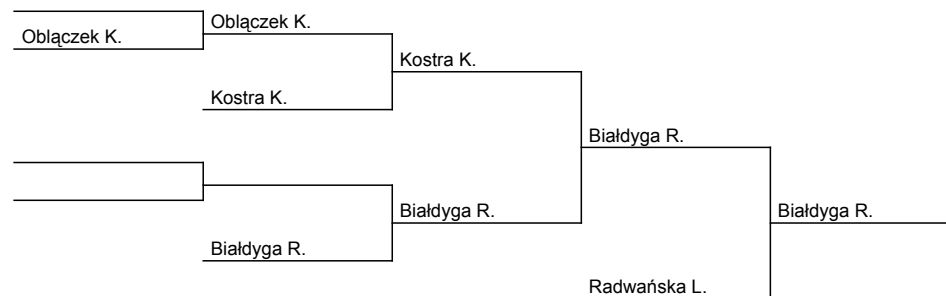 Oblączek K.
Oblączek K.
Kostra K.
Kostra K.
Białdyga R.
Białdyga R.
Białdyga R.
Białdyga R.
Radwańska L.